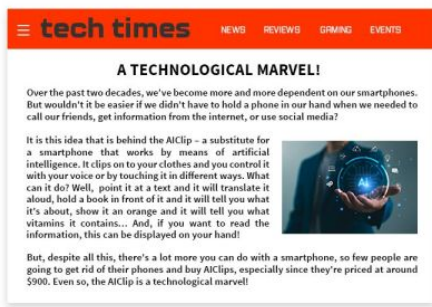 tech times
NEWS REVIEWS GAMING EVENTS
A TECHNOLOGICAL MARVEL!
Over the past two decades, we've become more and more dependent on our smartphones.
But wouldn't it be easier if we didn't have to hold a phone in our hand when we needed to
call our friends, get information from the internet, or use social media?
It is this idea that is behind the AIClip – a substitute for
a smartphone that works by means of artificial
intelligence. It clips on to your clothes and you control it
with your voice or by touching it in different ways. What
can it do? Well, point it at a text and it will translate it
aloud, hold a book in front of it and it will tell you what
it's about, show it an orange and it will tell you what
vitamins it contains... And, if you want to read the
information, this can be displayed on your hand!
AI
But, despite all this, there's a lot more you can do with a smartphone, so few people are
going to get rid of their phones and buy AIClips, especially since they're priced at around
$900. Even so, the AIClip is a technological marvel!